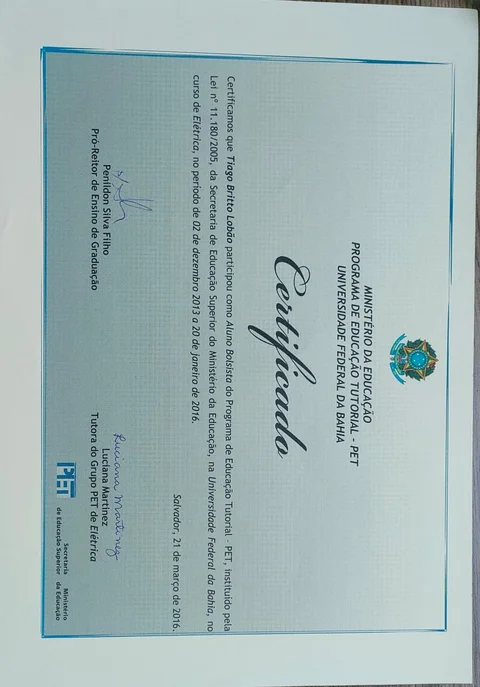 MINISTÉRIO DA EDUCAÇÃO
PROGRAMA DE EDUCAÇÃO TUTORIAL - PET
UNIVERSIDADE FEDERAL DA BAHIA
Certificado
Certificamos que Tiago Britto Lobão participou como Aluno Bolsista do Programa de Educação Tutorial - PET, instituído pela
Lei nº 11.180/2005, da Secretaria de Educação Superior do Ministério da Educação, na Universidade Federal da Bahia, no
curso de Elétrica, no período de 02 de dezembro 2013 a 20 de janeiro de 2016.
Salvador, 21 de março de 2016.
Penildon Silva Filho
Pró-Reitor de Ensino de Graduação
Luciana Martinez
Luciana Martinez
Tutora do Grupo PET de Elétrica
PET
Secretaria
de Educação Superior
Ministério
da Educação